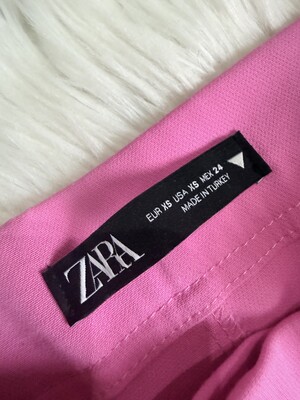 ZARA
EUR XS USA XS MEX 24
MADE IN TURKEY